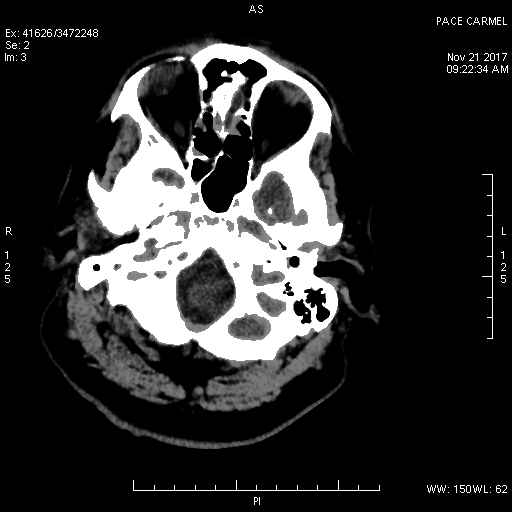 AS
Ex: 41626/3472248
Se: 2
Im: 3
PACE CARMEL
Nov 21 2017
09:22:34 AM
R
1
2
5
L
1
2
5
WW: 150WL: 62
PI